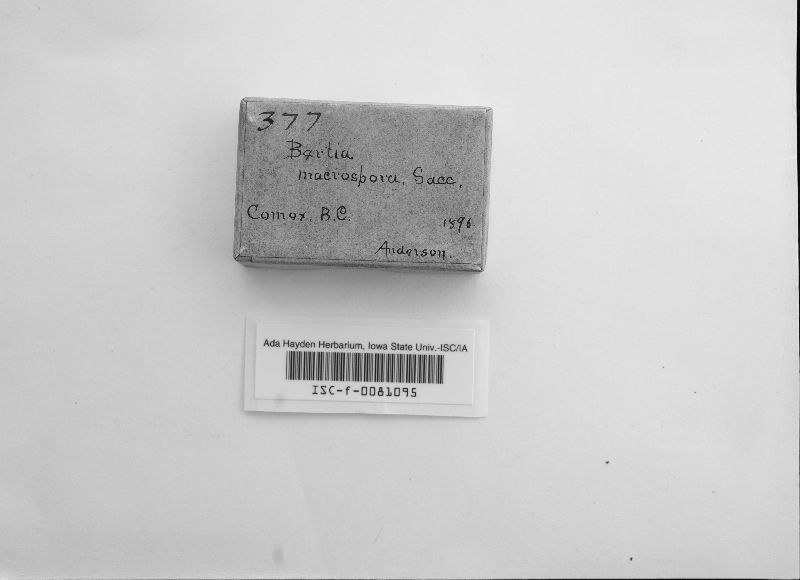 377
Bertia
macrospora, Sacc.
Comox, B.C. 1896.
Anderson.
Ada Hayden Herbarium, Iowa State Univ.-ISC/IA
ISC-f-0081095